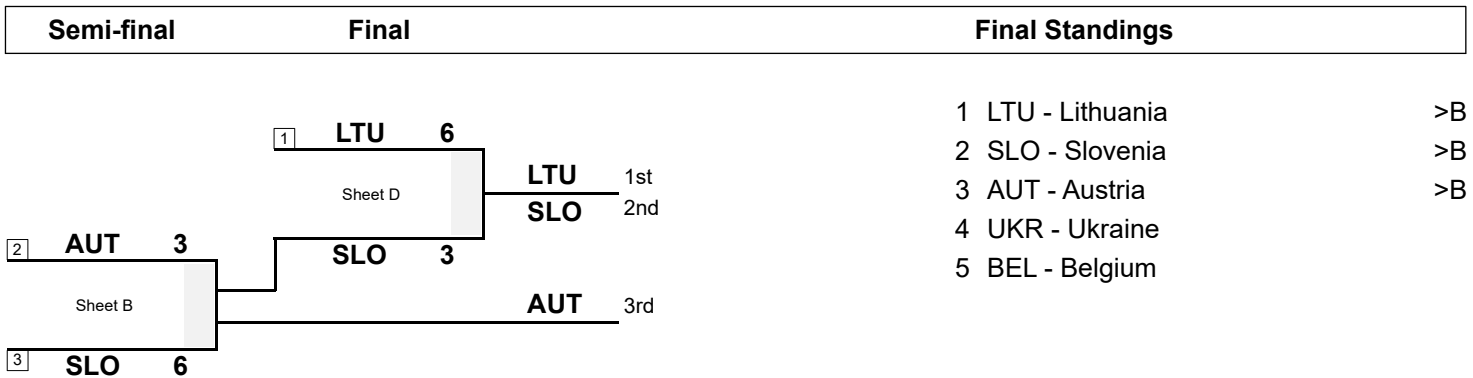 Semi-final Final Final Standings
1 LTU 6
Sheet D
SLO 3
LTU 1st
SLO 2nd
2 AUT 3
Sheet B
3 SLO 6
AUT 3rd
1 LTU - Lithuania >B
2 SLO - Slovenia >B
3 AUT - Austria >B
4 UKR - Ukraine
5 BEL - Belgium